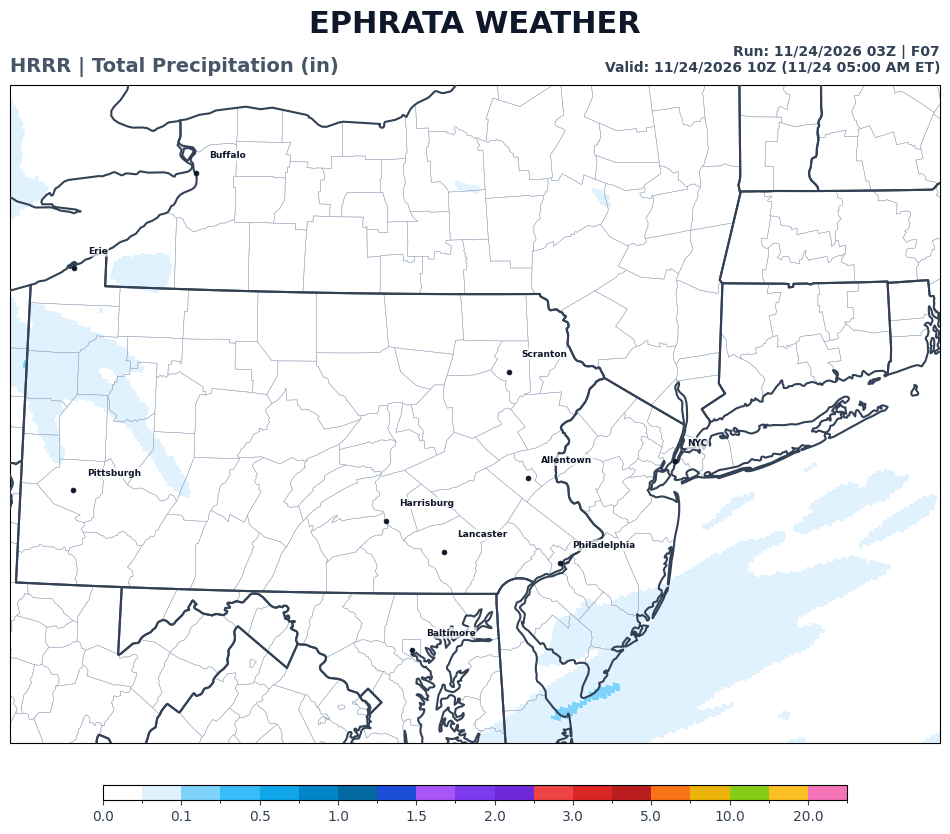 EPHRATA WEATHER
HRRR | Total Precipitation (in)
Run: 11/24/2026 03Z | F07
Valid: 11/24/2026 10Z (11/24 05:00 AM ET)
Buffalo
Erie
Scranton
NYC
Allentown
Pittsburgh
Harrisburg
Lancaster
Philadelphia
Baltimore
0.0 0.1 0.5 1.0 1.5 2.0 3.0 5.0 10.0 20.0